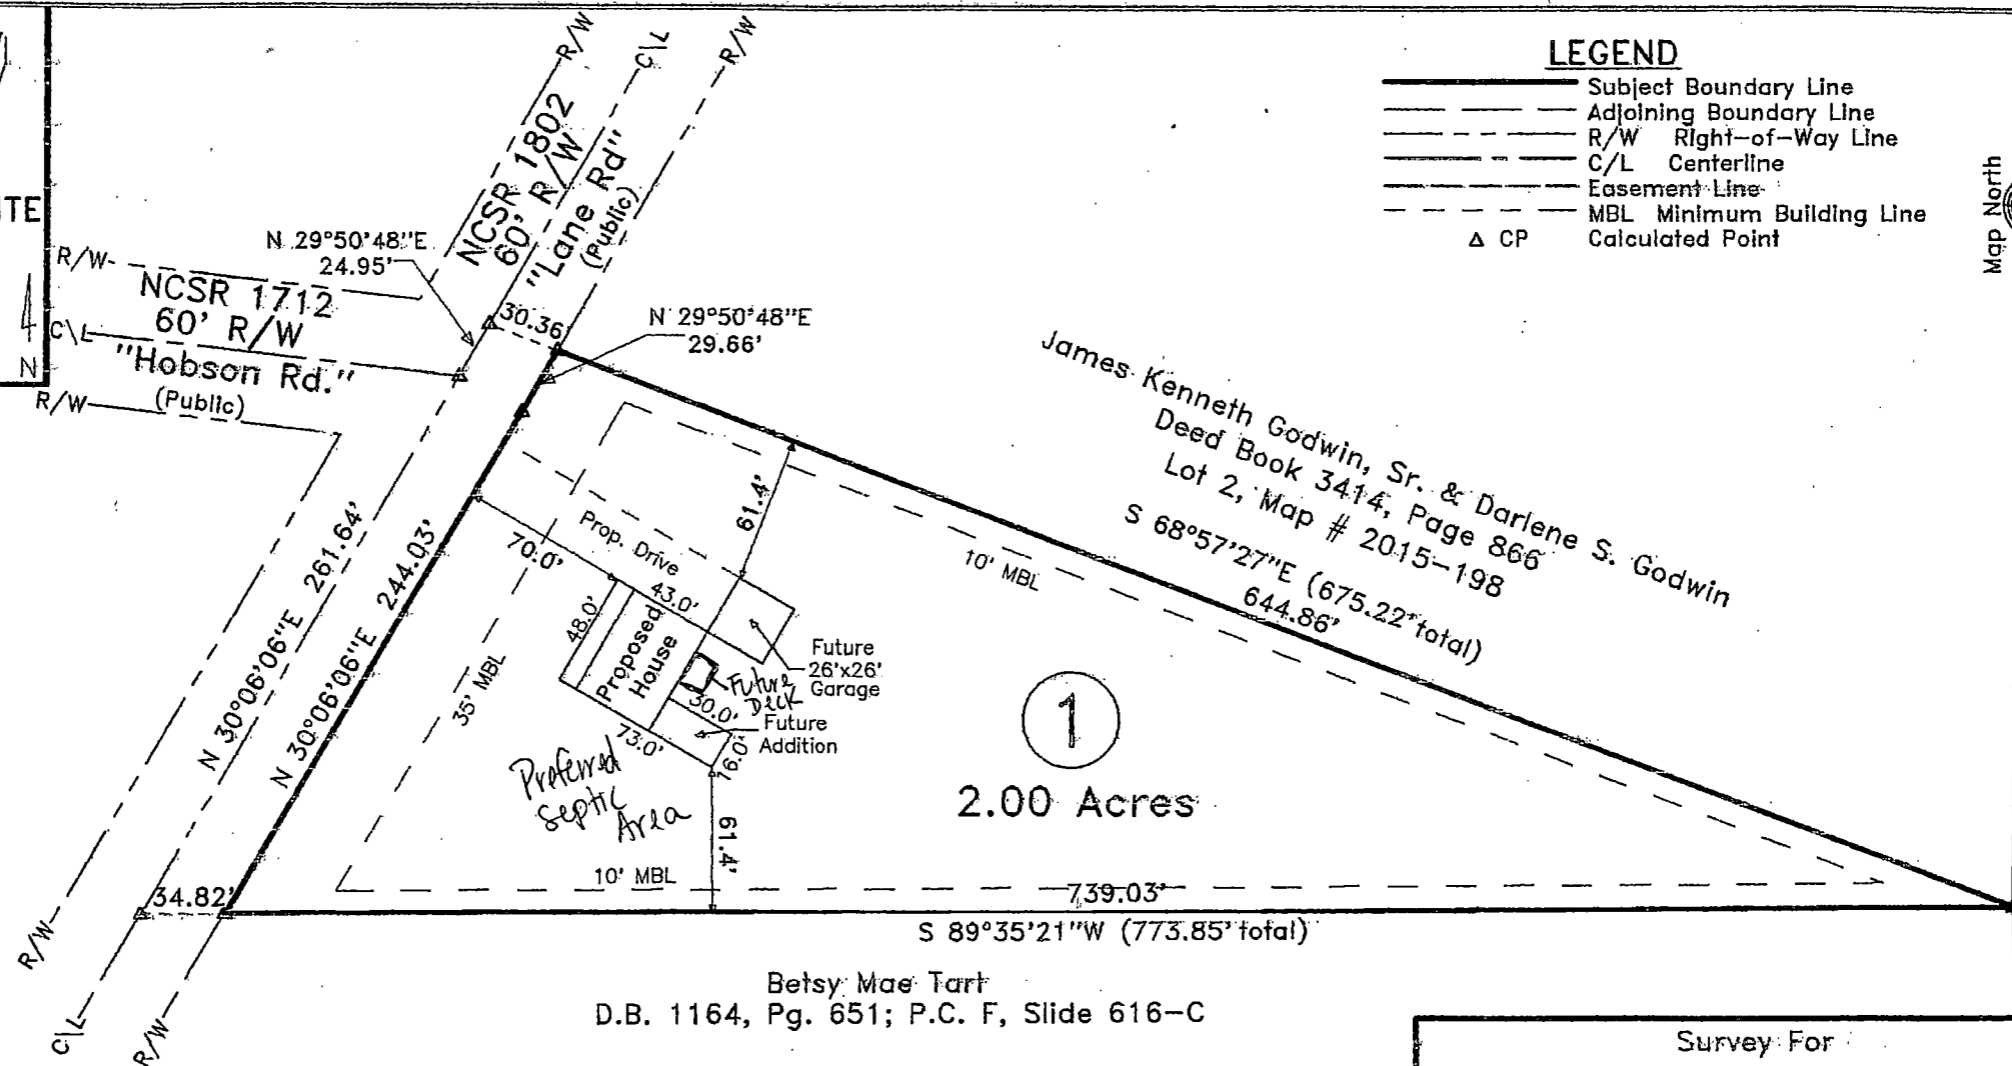 LEGEND
Subject Boundary Line
Adjoining Boundary Line
R/W Right-of-Way Line
C/L Centerline
Easement Line
MBL Minimum Building Line
Δ CP Calculated Point
Map North
TE
N
R/W
C\L
R/W
NCSR 1802
60' R/W
"Lane Rd"
(Public)
N 29°50'48"E
24.95'
R/W
NCSR 1712
60' R/W
C\L
"Hobson Rd."
(Public)
R/W
30.36'
N 29°50'48"E
29.66'
James Kenneth Godwin, Sr. & Darlene S. Godwin
Deed Book 3414, Page 866
Lot 2, Map # 2015-198
S 68°57'27"E (675.22' total)
644.86'
10' MBL
61.4'
Prop. Drive
70.0'
43.0'
48.0'
Proposed
House
Future
26'x26'
Garage
Future
Deck
30.0'
Future
Addition
73.0'
16.0'
35' MBL
N 30°06'06"E 261.64'
N 30°06'06"E 244.03'
Preferred
Septic
Area
61.4'
1
2.00 Acres
10' MBL
739.03'
34.82'
S 89°35'21"W (773.85' total)
R/W
C\L
R/W
Betsy Mae Tart
D.B. 1164, Pg. 651; P.C. F, Slide 616-C
Survey For